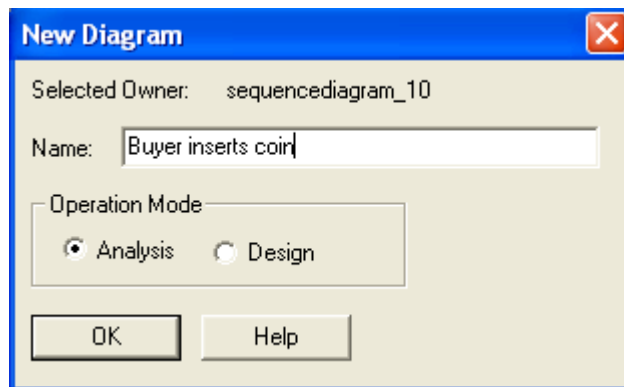 New Diagram
Selected Owner: sequencediagram_10
Name: Buyer inserts coin
Operation Mode
Analysis Design
OK Help